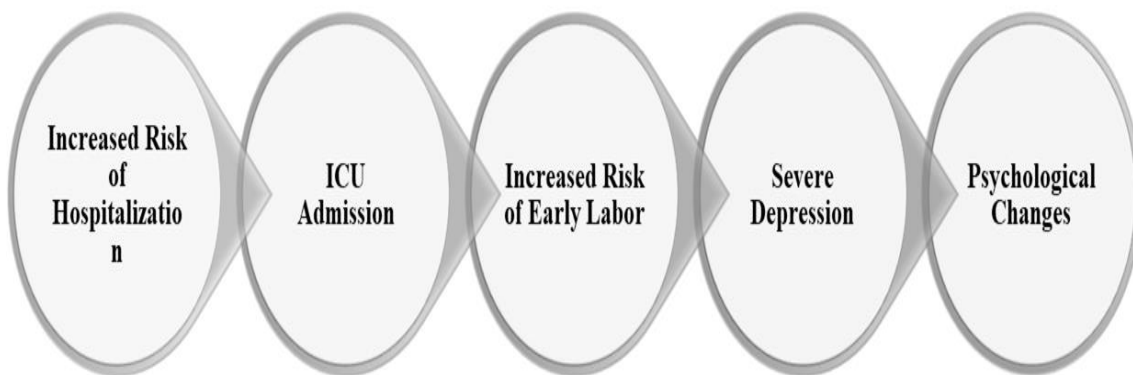 Increased Risk
of
Hospitalizatio
n
ICU
Admission
Increased Risk
of Early Labor
Severe
Depression
Psychological
Changes